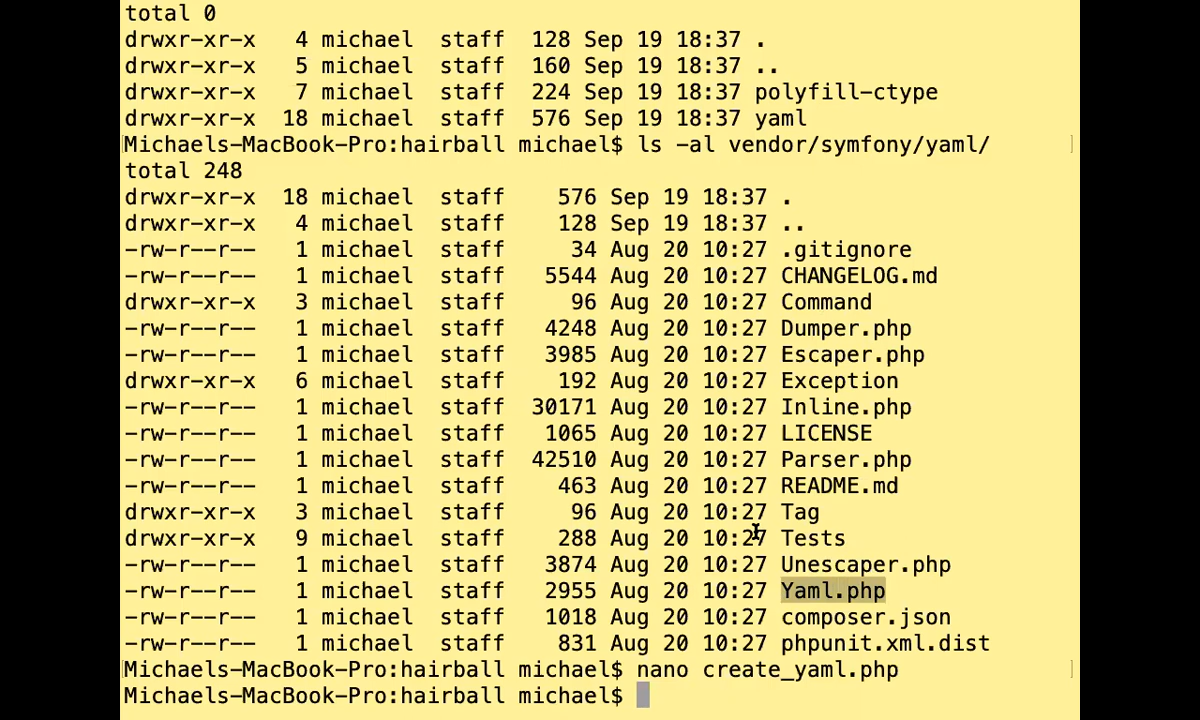 total 0
drwxr-xr-x   4 michael  staff  128 Sep 19 18:37 .
drwxr-xr-x   5 michael  staff  160 Sep 19 18:37 ..
drwxr-xr-x   7 michael  staff  224 Sep 19 18:37 polyfill-ctype
drwxr-xr-x  18 michael  staff  576 Sep 19 18:37 yaml
[Michaels-MacBook-Pro:hairball michael$ ls -al vendor/symfony/yaml/ ]
total 248
drwxr-xr-x  18 michael  staff    576 Sep 19 18:37 .
drwxr-xr-x   4 michael  staff    128 Sep 19 18:37 ..
-rw-r--r--   1 michael  staff     34 Aug 20 10:27 .gitignore
-rw-r--r--   1 michael  staff   5544 Aug 20 10:27 CHANGELOG.md
drwxr-xr-x   3 michael  staff     96 Aug 20 10:27 Command
-rw-r--r--   1 michael  staff   4248 Aug 20 10:27 Dumper.php
-rw-r--r--   1 michael  staff   3985 Aug 20 10:27 Escaper.php
drwxr-xr-x   6 michael  staff    192 Aug 20 10:27 Exception
-rw-r--r--   1 michael  staff  30171 Aug 20 10:27 Inline.php
-rw-r--r--   1 michael  staff   1065 Aug 20 10:27 LICENSE
-rw-r--r--   1 michael  staff  42510 Aug 20 10:27 Parser.php
-rw-r--r--   1 michael  staff    463 Aug 20 10:27 README.md
drwxr-xr-x   3 michael  staff     96 Aug 20 10:27 Tag
drwxr-xr-x   9 michael  staff    288 Aug 20 10:27 Tests
-rw-r--r--   1 michael  staff   3874 Aug 20 10:27 Unescaper.php
-rw-r--r--   1 michael  staff   2955 Aug 20 10:27 Yaml.php
-rw-r--r--   1 michael  staff   1018 Aug 20 10:27 composer.json
-rw-r--r--   1 michael  staff    831 Aug 20 10:27 phpunit.xml.dist
[Michaels-MacBook-Pro:hairball michael$ nano create_yaml.php ]
Michaels-MacBook-Pro:hairball michael$